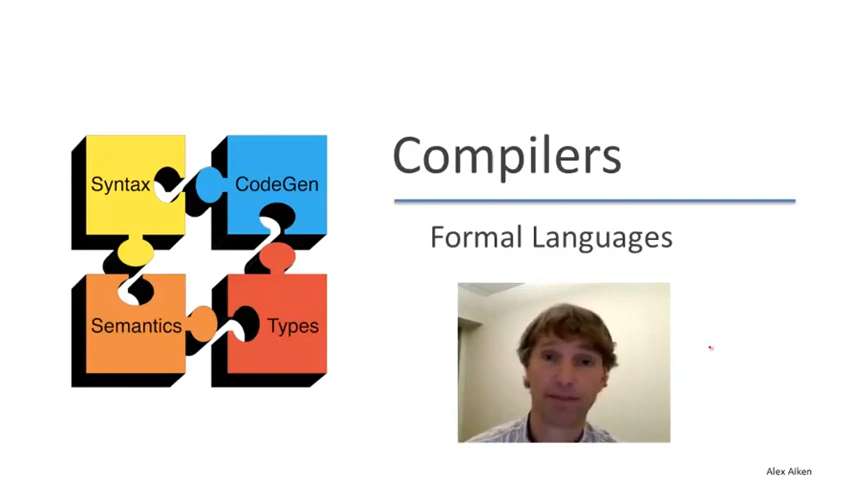 Compilers
Formal Languages
Syntax
CodeGen
Semantics
Types
Alex Aiken